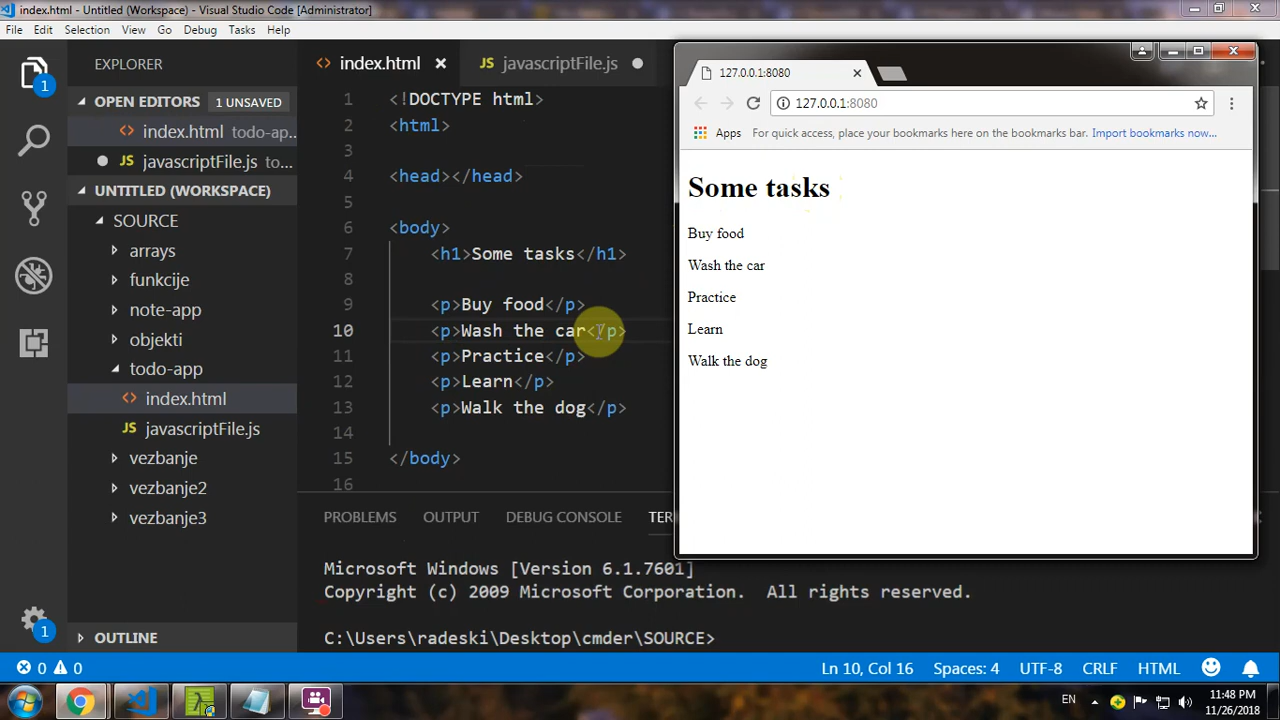 index.html - Untitled (Workspace) - Visual Studio Code [Administrator]
File Edit Selection View Go Debug Tasks
EXPLORER
OPEN EDITORS 1 UNSAVED
index.html todo-ap...
javascriptFile.js to...
UNTITLED (WORKSPACE)
SOURCE
arrays
funkcije
note-app
objekti
todo-app
index.html
javascriptFile.js
vezbanje
vezbanje2
vezbanje3
OUTLINE
1
1
index.html javascriptFile.js
1 <!DOCTYPE html>
2 <html>
3
4 <head></head>
5
6 <body>
7 <h1>Some tasks</h1>
8
9 <p>Buy food</p>
10 <p>Wash the car</p>
11 <p>Practice</p>
12 <p>Learn</p>
13 <p>Walk the dog</p>
14
15 </body>
16
127.0.0.1:8080
127.0.0.1:8080
Apps For quick access, place your bookmarks here on the bookmarks bar. Import bookmarks now...
Some tasks
Buy food
Wash the car
Practice
Learn
Walk the dog
PROBLEMS OUTPUT DEBUG CONSOLE TER
Microsoft Windows [Version 6.1.7601]
Copyright (c) 2009 Microsoft Corporation. All rights reserved.
C:\Users\radeski\Desktop\cmder\SOURCE>
0 0 Ln 10, Col 16 Spaces: 4 UTF-8 CRLF HTML
EN 11:48 PM
11/26/2018